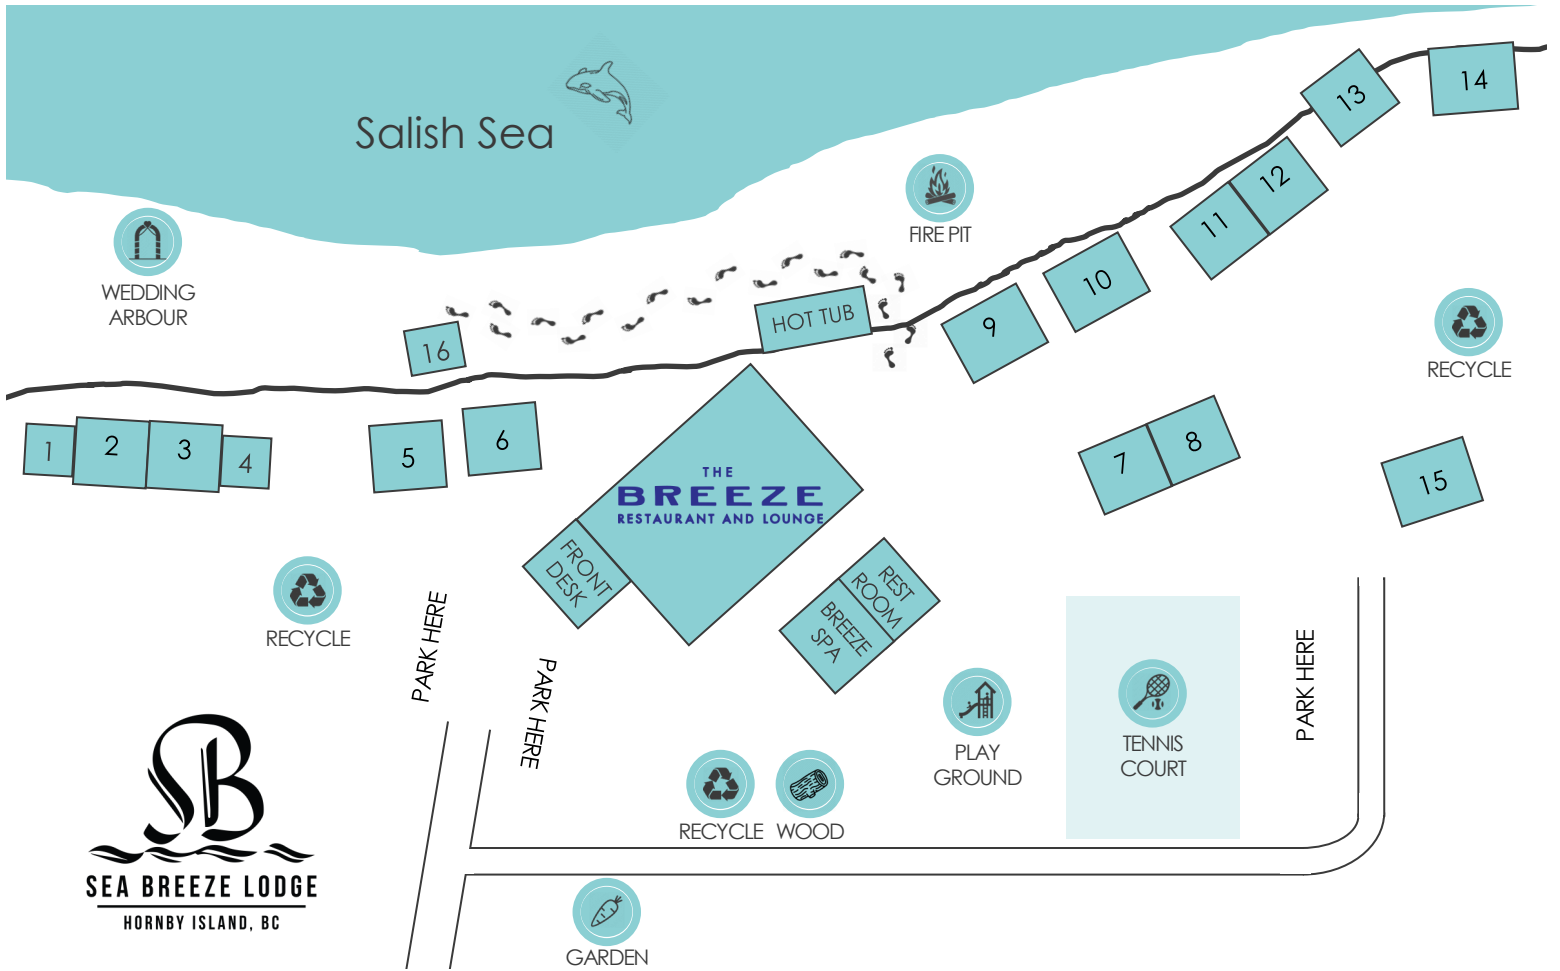 Salish Sea
13
14
12
11
FIRE PIT
WEDDING
ARBOUR
10
HOT TUB
9
16
RECYCLE
1
2
3
4
5
6
7
8
15
THE
BREEZE
RESTAURANT AND LOUNGE
FRONT
DESK
REST
ROOM
BREEZE
SPA
RECYCLE
PARK HERE
PARK HERE
PARK HERE
PLAY
GROUND
TENNIS
COURT
RECYCLE
WOOD
SB
SEA BREEZE LODGE
HORNBY ISLAND, BC
GARDEN